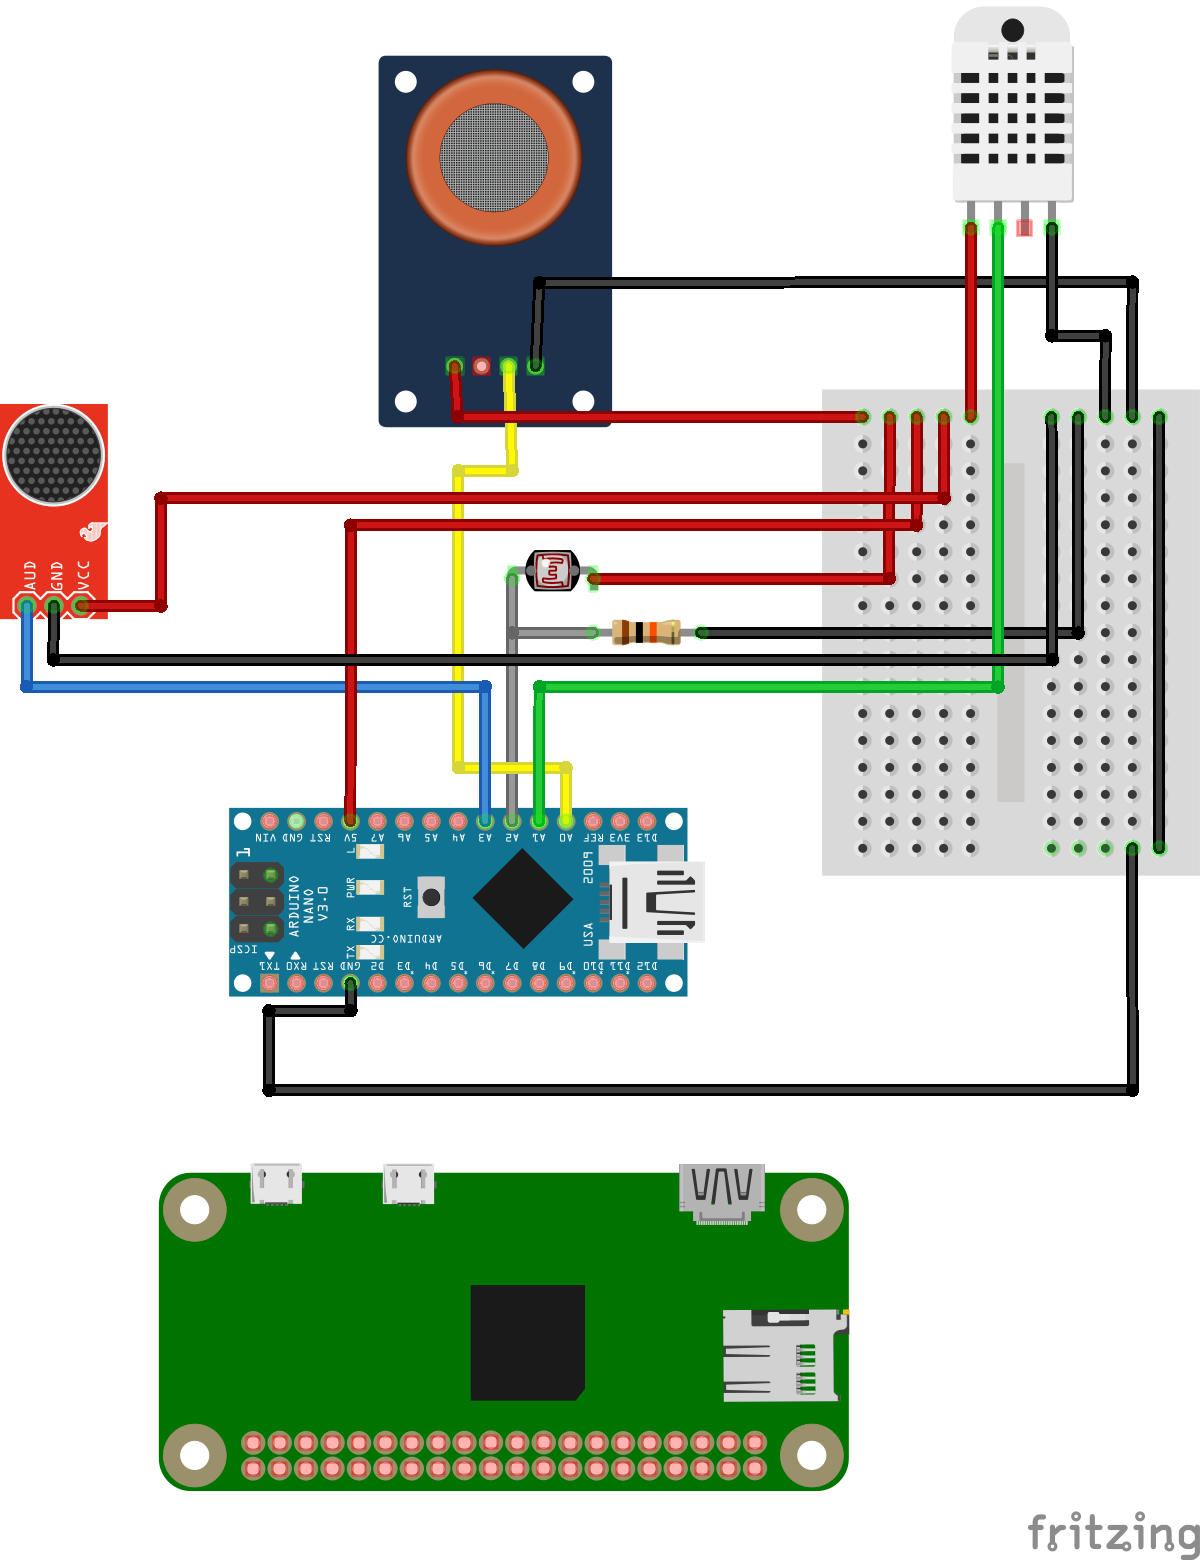 AUD
GND
VCC
VIN
GND
RST
5V
A7
A6
A5
A4
A3
A2
A1
A0
REF
3V3
D13
L
PWR
RX
TX
1
ICSP
ARDUINO
NANO
V3.0
RST
ARDUINO.CC
2009
USA
TX1
RX0
RST
GND
D2
D3
D4
D5
D6
D7
D8
D9
D10
D11
D12
fritzing